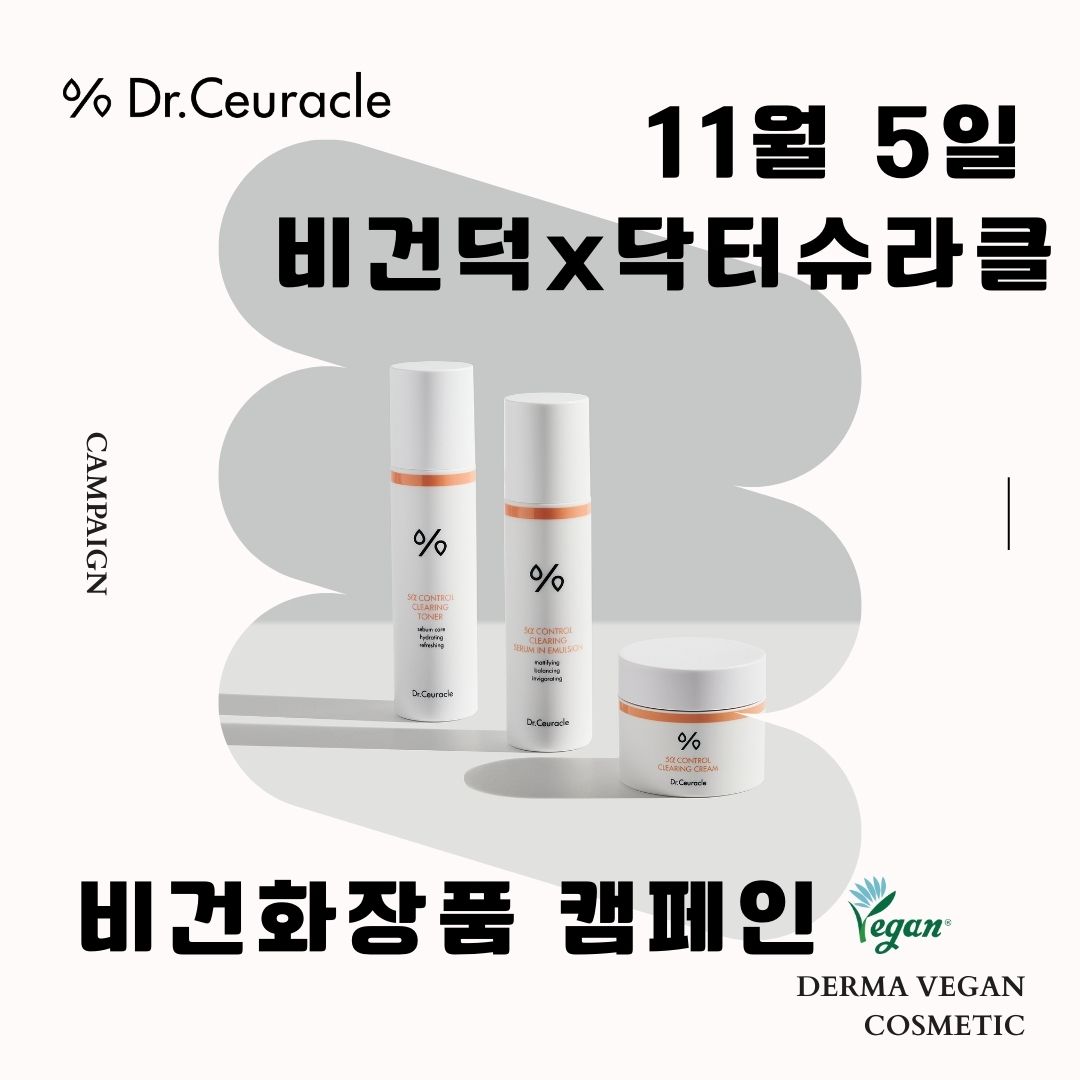 % Dr.Ceuracle
11월 5일
비건덕x닥터슈라클
CAMPAIGN
%
5α CONTROL
CLEARING
TONER
sebum care
hydrating
refreshing
Dr.Ceuracle
%
5α CONTROL
CLEARING
SERUM IN EMULSION
mattifying
balancing
invigorating
Dr.Ceuracle
%
5α CONTROL
CLEARING CREAM
Dr.Ceuracle
비건화장품 캠페인
Vegan®
DERMA VEGAN
COSMETIC